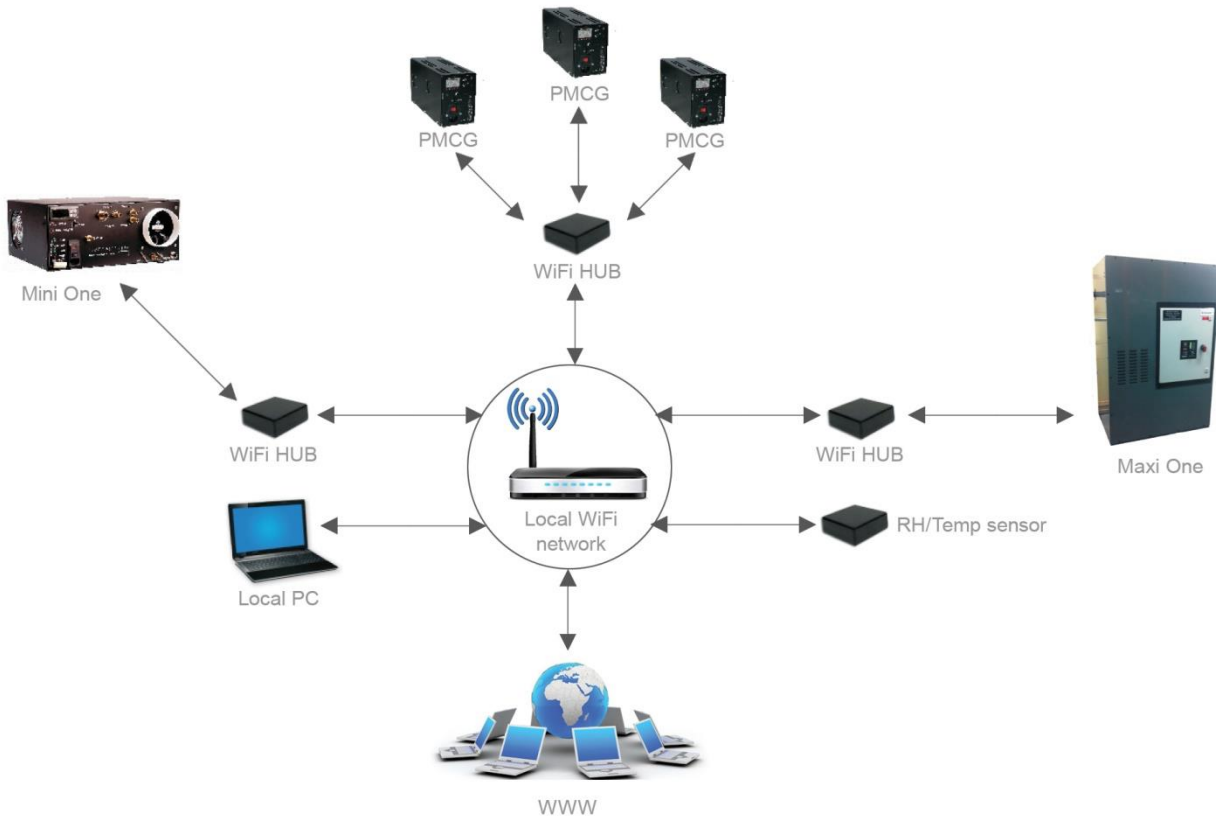 PMCG
PMCG
PMCG
WiFi HUB
Mini One
WiFi HUB
WiFi HUB
Maxi One
Local WiFi
network
RH/Temp sensor
Local PC
WWW